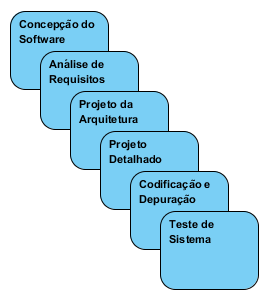 Concepção do
Software
Análise de
Requisitos
Projeto da
Arquitetura
Projeto
Detalhado
Codificação e
Depuração
Teste de
Sistema